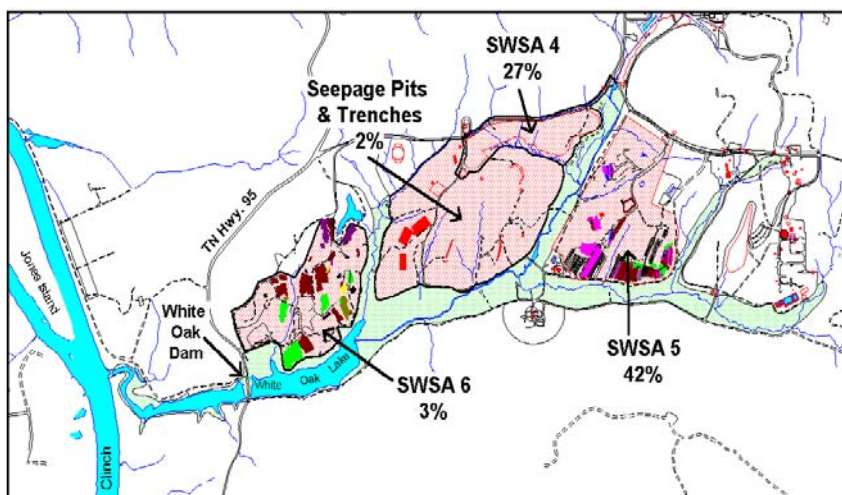 SWSA 4
27%
Seepage Pits
& Trenches
2%
TN Hwy. 95
Jones Island
White
Oak
Dam
White Oak Lake
SWSA 6
3%
SWSA 5
42%
Clinch